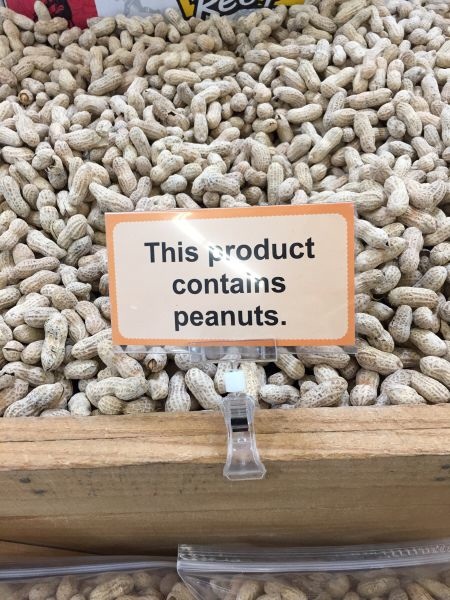 This product
contains
peanuts.